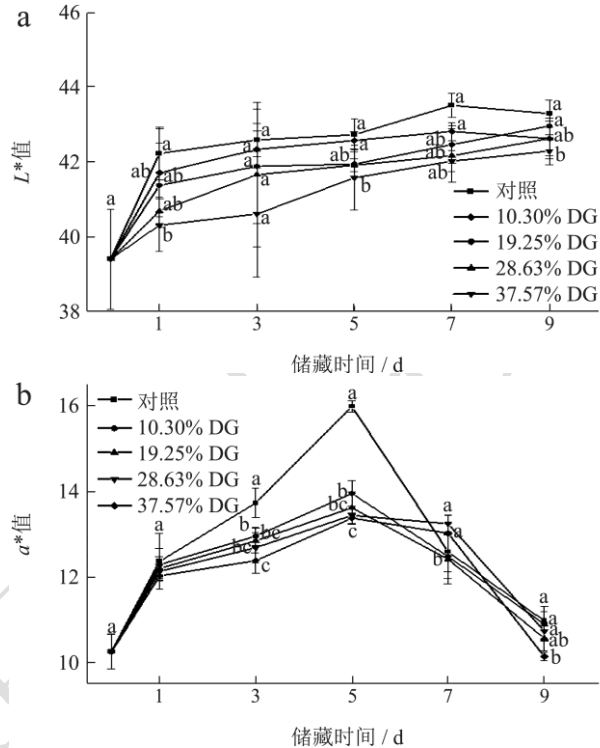 a
46
44
42
40
38
L*值
a
a
ab
ab
ab
b
a
a
a
a
a
a
a
ab
b
a
a
ab
ab
ab
a
a
ab
b
对照
10.30% DG
19.25% DG
28.63% DG
37.57% DG
1
3
5
7
9
储藏时间 / d
b
16
14
12
10
a*值
对照
10.30% DG
19.25% DG
28.63% DG
37.57% DG
a
a
a
b
bc
bc
c
a
b
bc
c
a
a
b
a
a
a
ab
b
1
3
5
7
9
储藏时间 / d